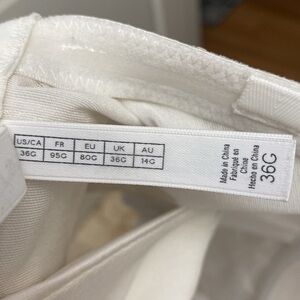 US/CA FR EU UK AU
36G 95G 80G 36G 14G
Made in China
Fabriqué en
Chine
Hecho en China
36G